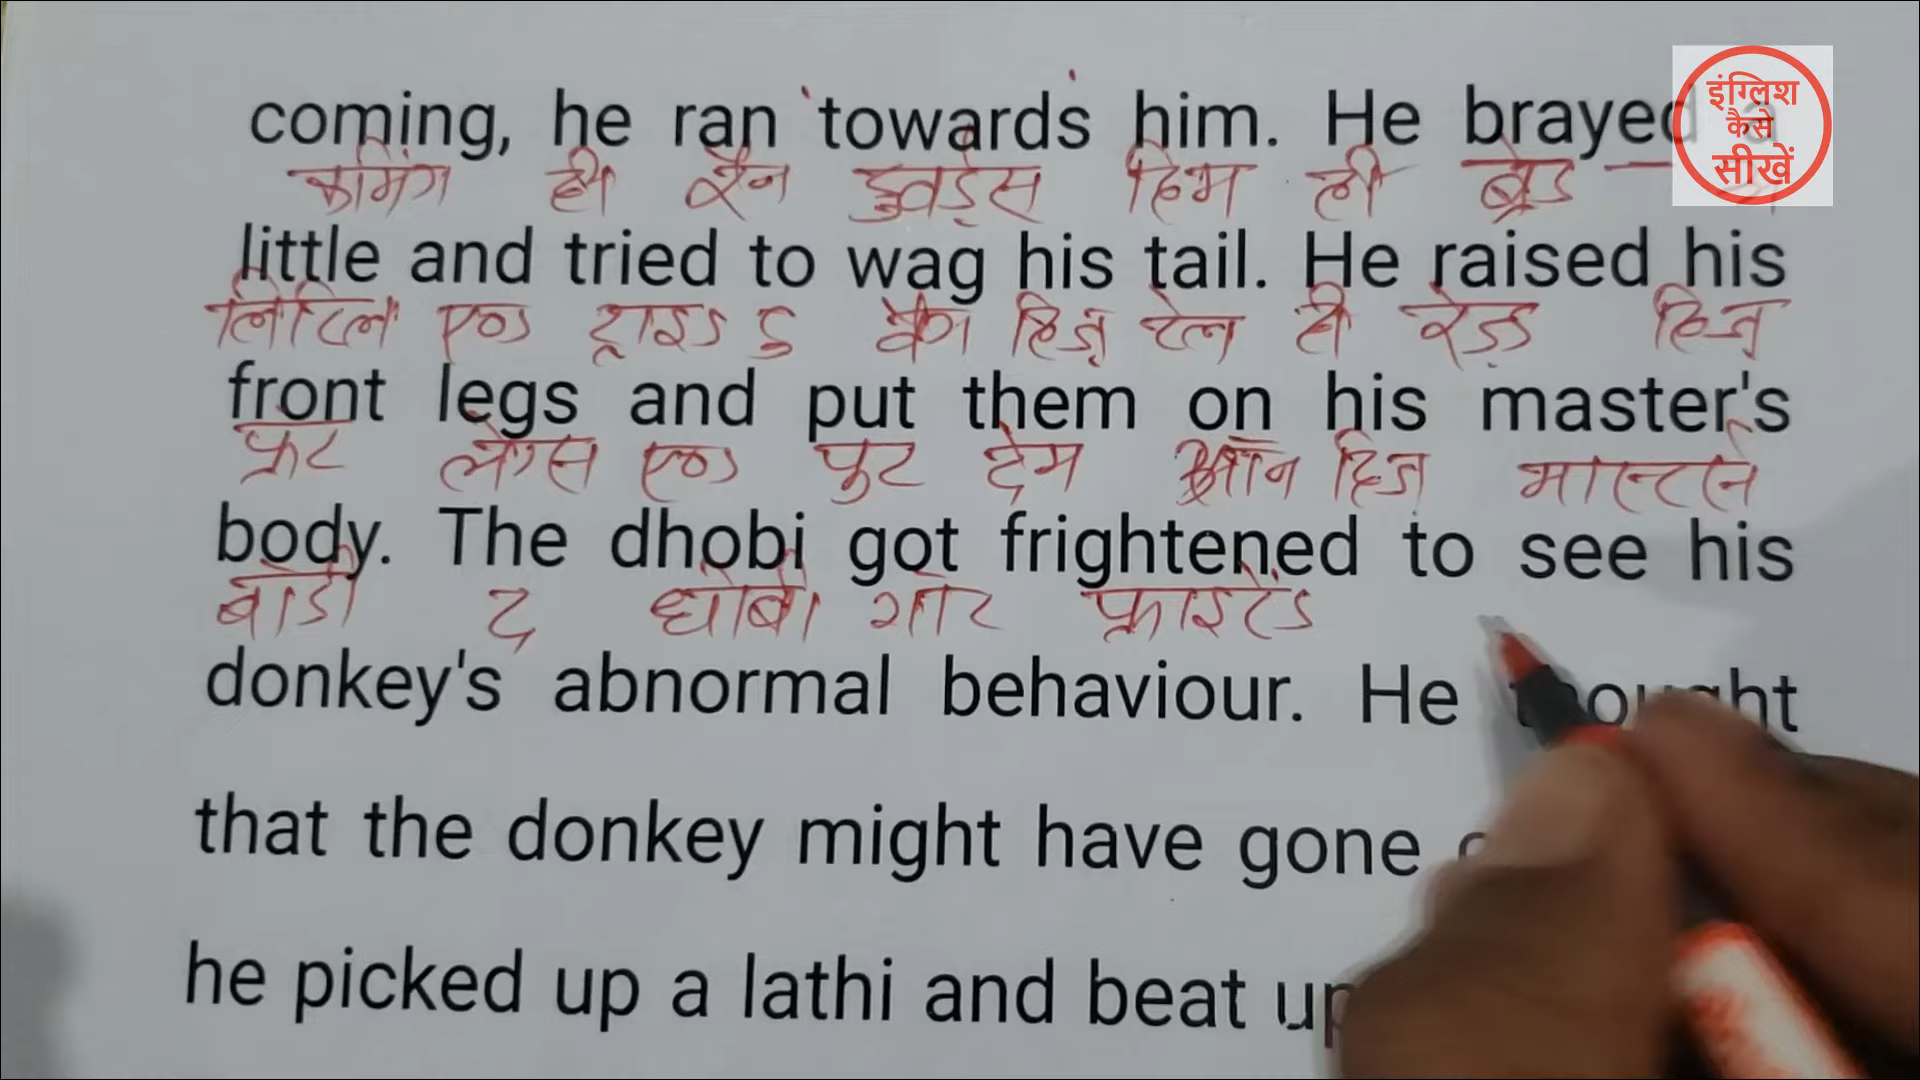 coming, he ran towards him. He brayed a
कमिंग ही रैन टुवर्ड्स हिम ही ब्रेड अ
little and tried to wag his tail. He raised his
लिटिल एण्ड ट्राइड टु वैग हिज़ टेल ही रेज़्ड हिज़
front legs and put them on his master's
फ्रंट लेग्स एण्ड पुट देम ऑन हिज़ मास्टर्स
body. The dhobi got frightened to see his
बॉडी द धोबी गॉट फ्राइटेंड
donkey's abnormal behaviour. He thought
that the donkey might have gone
he picked up a lathi and beat up
इंग्लिश
कैसे
सीखें